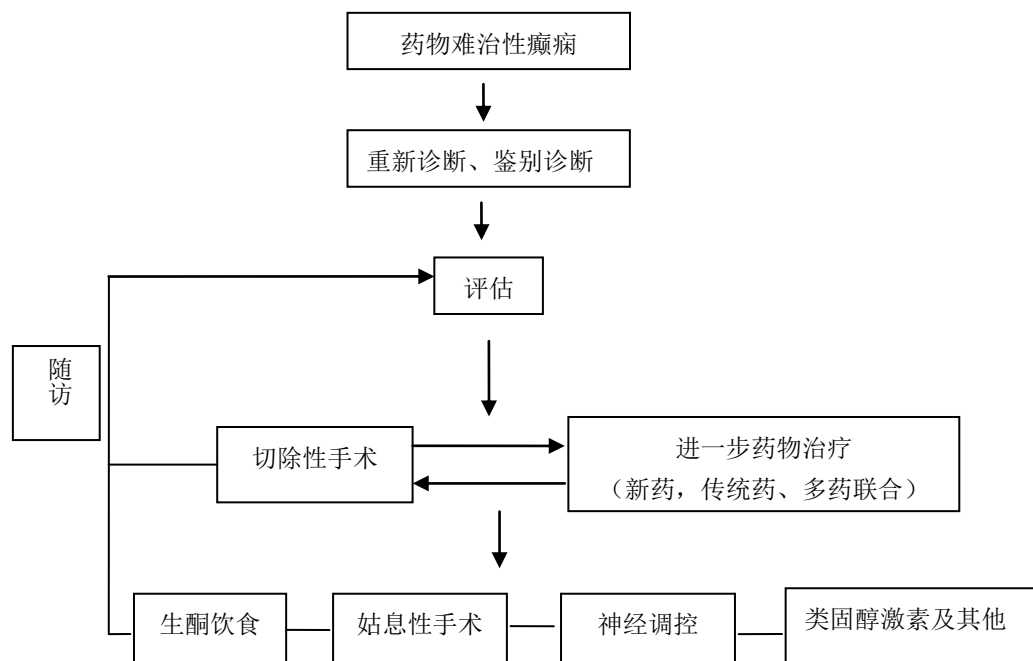 药物难治性癫痫
重新诊断、鉴别诊断
评估
随
访
切除性手术
进一步药物治疗
（新药，传统药、多药联合）
生酮饮食
姑息性手术
神经调控
类固醇激素及其他